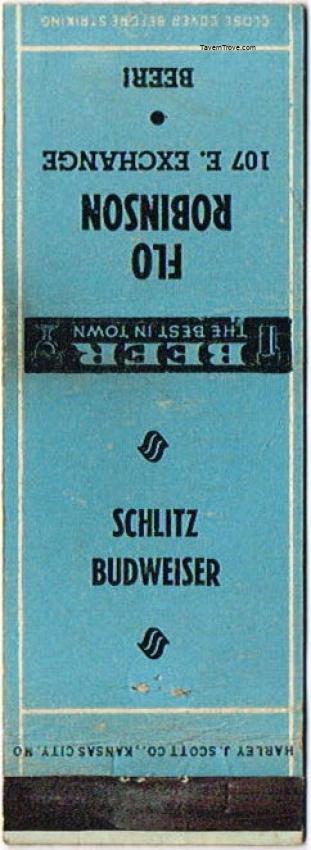 CLOSE COVER BEFORE STRIKING
TavernTrove.com
BEER!
107 E. EXCHANGE
FLO
ROBINSON
BEER
THE BEST IN TOWN
SCHLITZ
BUDWEISER
HARLEY J. SCOTT CO., KANSAS CITY, MO